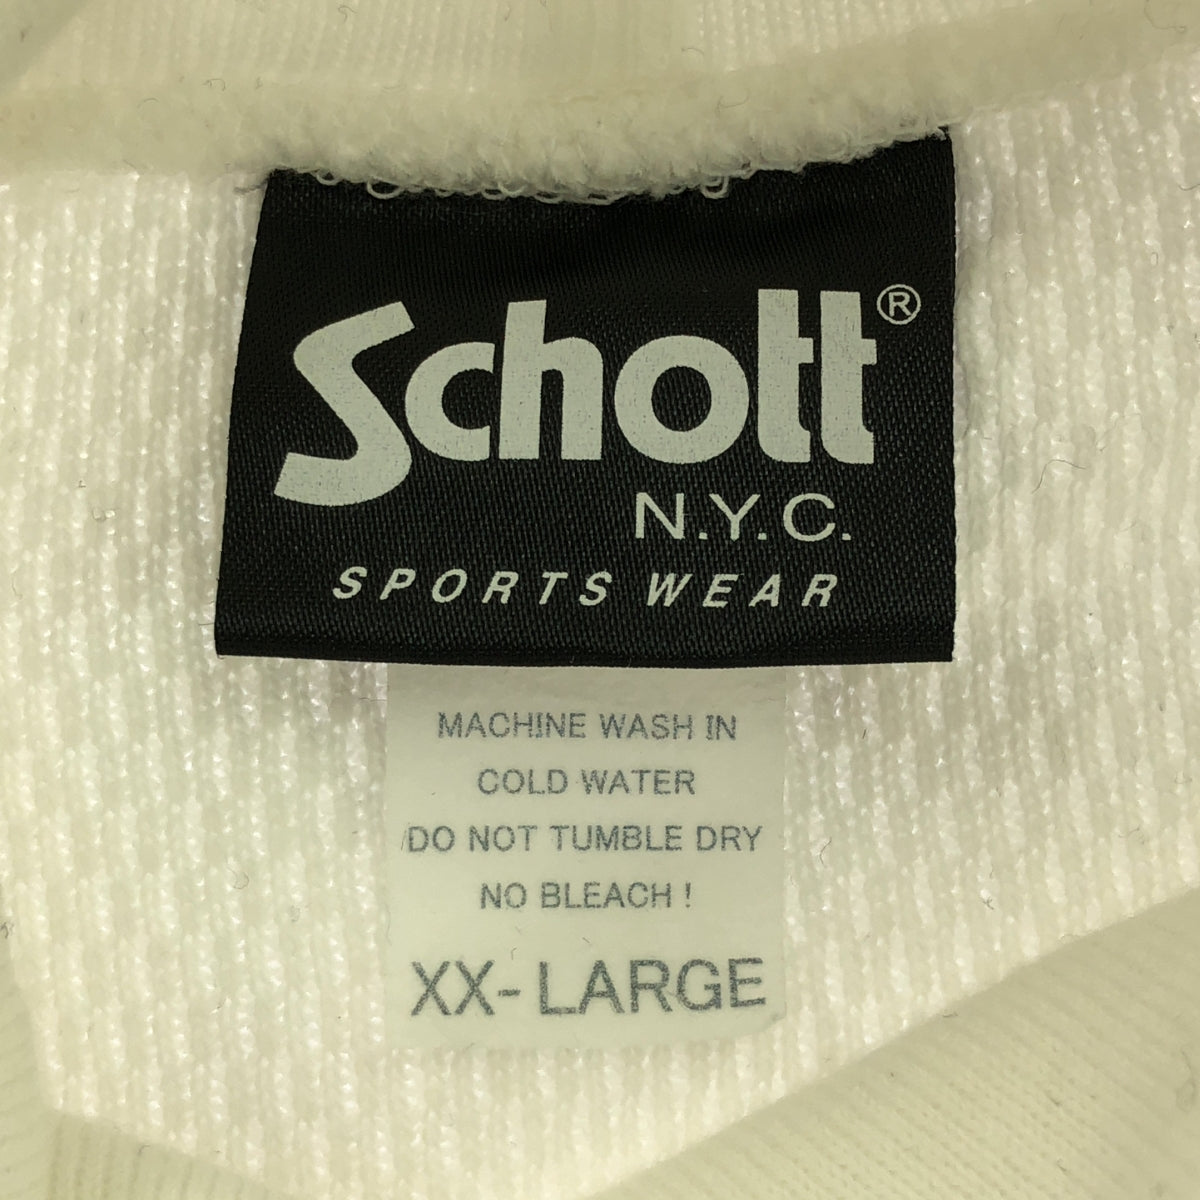 Schott®
N.Y.C.
SPORTS WEAR
MACHINE WASH IN
COLD WATER
DO NOT TUMBLE DRY
NO BLEACH !
XX-LARGE